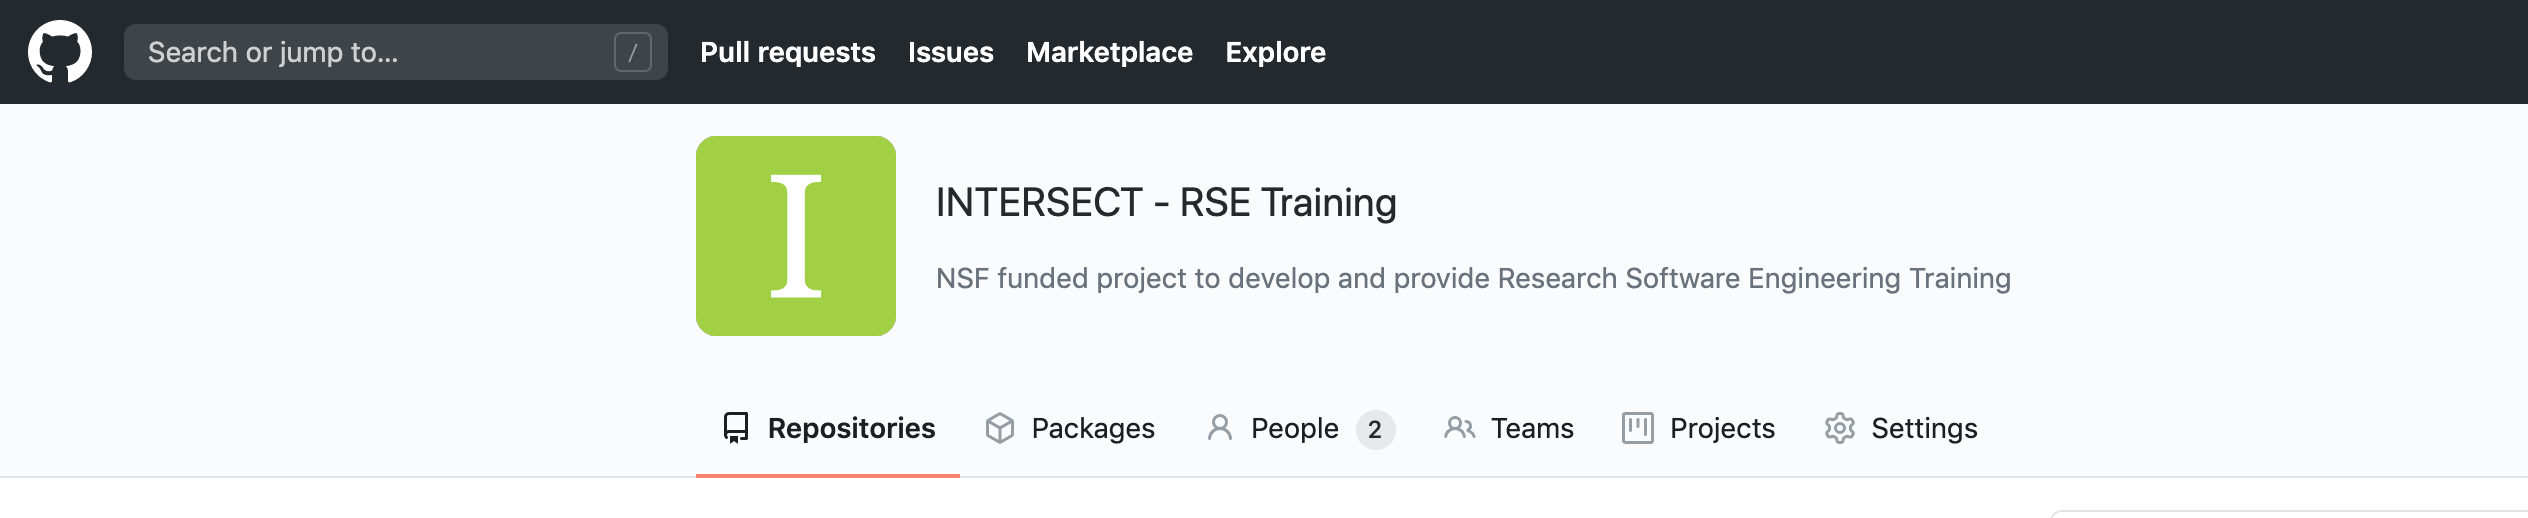 Search or jump to... /
Pull requests Issues Marketplace Explore
I
INTERSECT - RSE Training
NSF funded project to develop and provide Research Software Engineering Training
Repositories Packages People 2 Teams Projects Settings